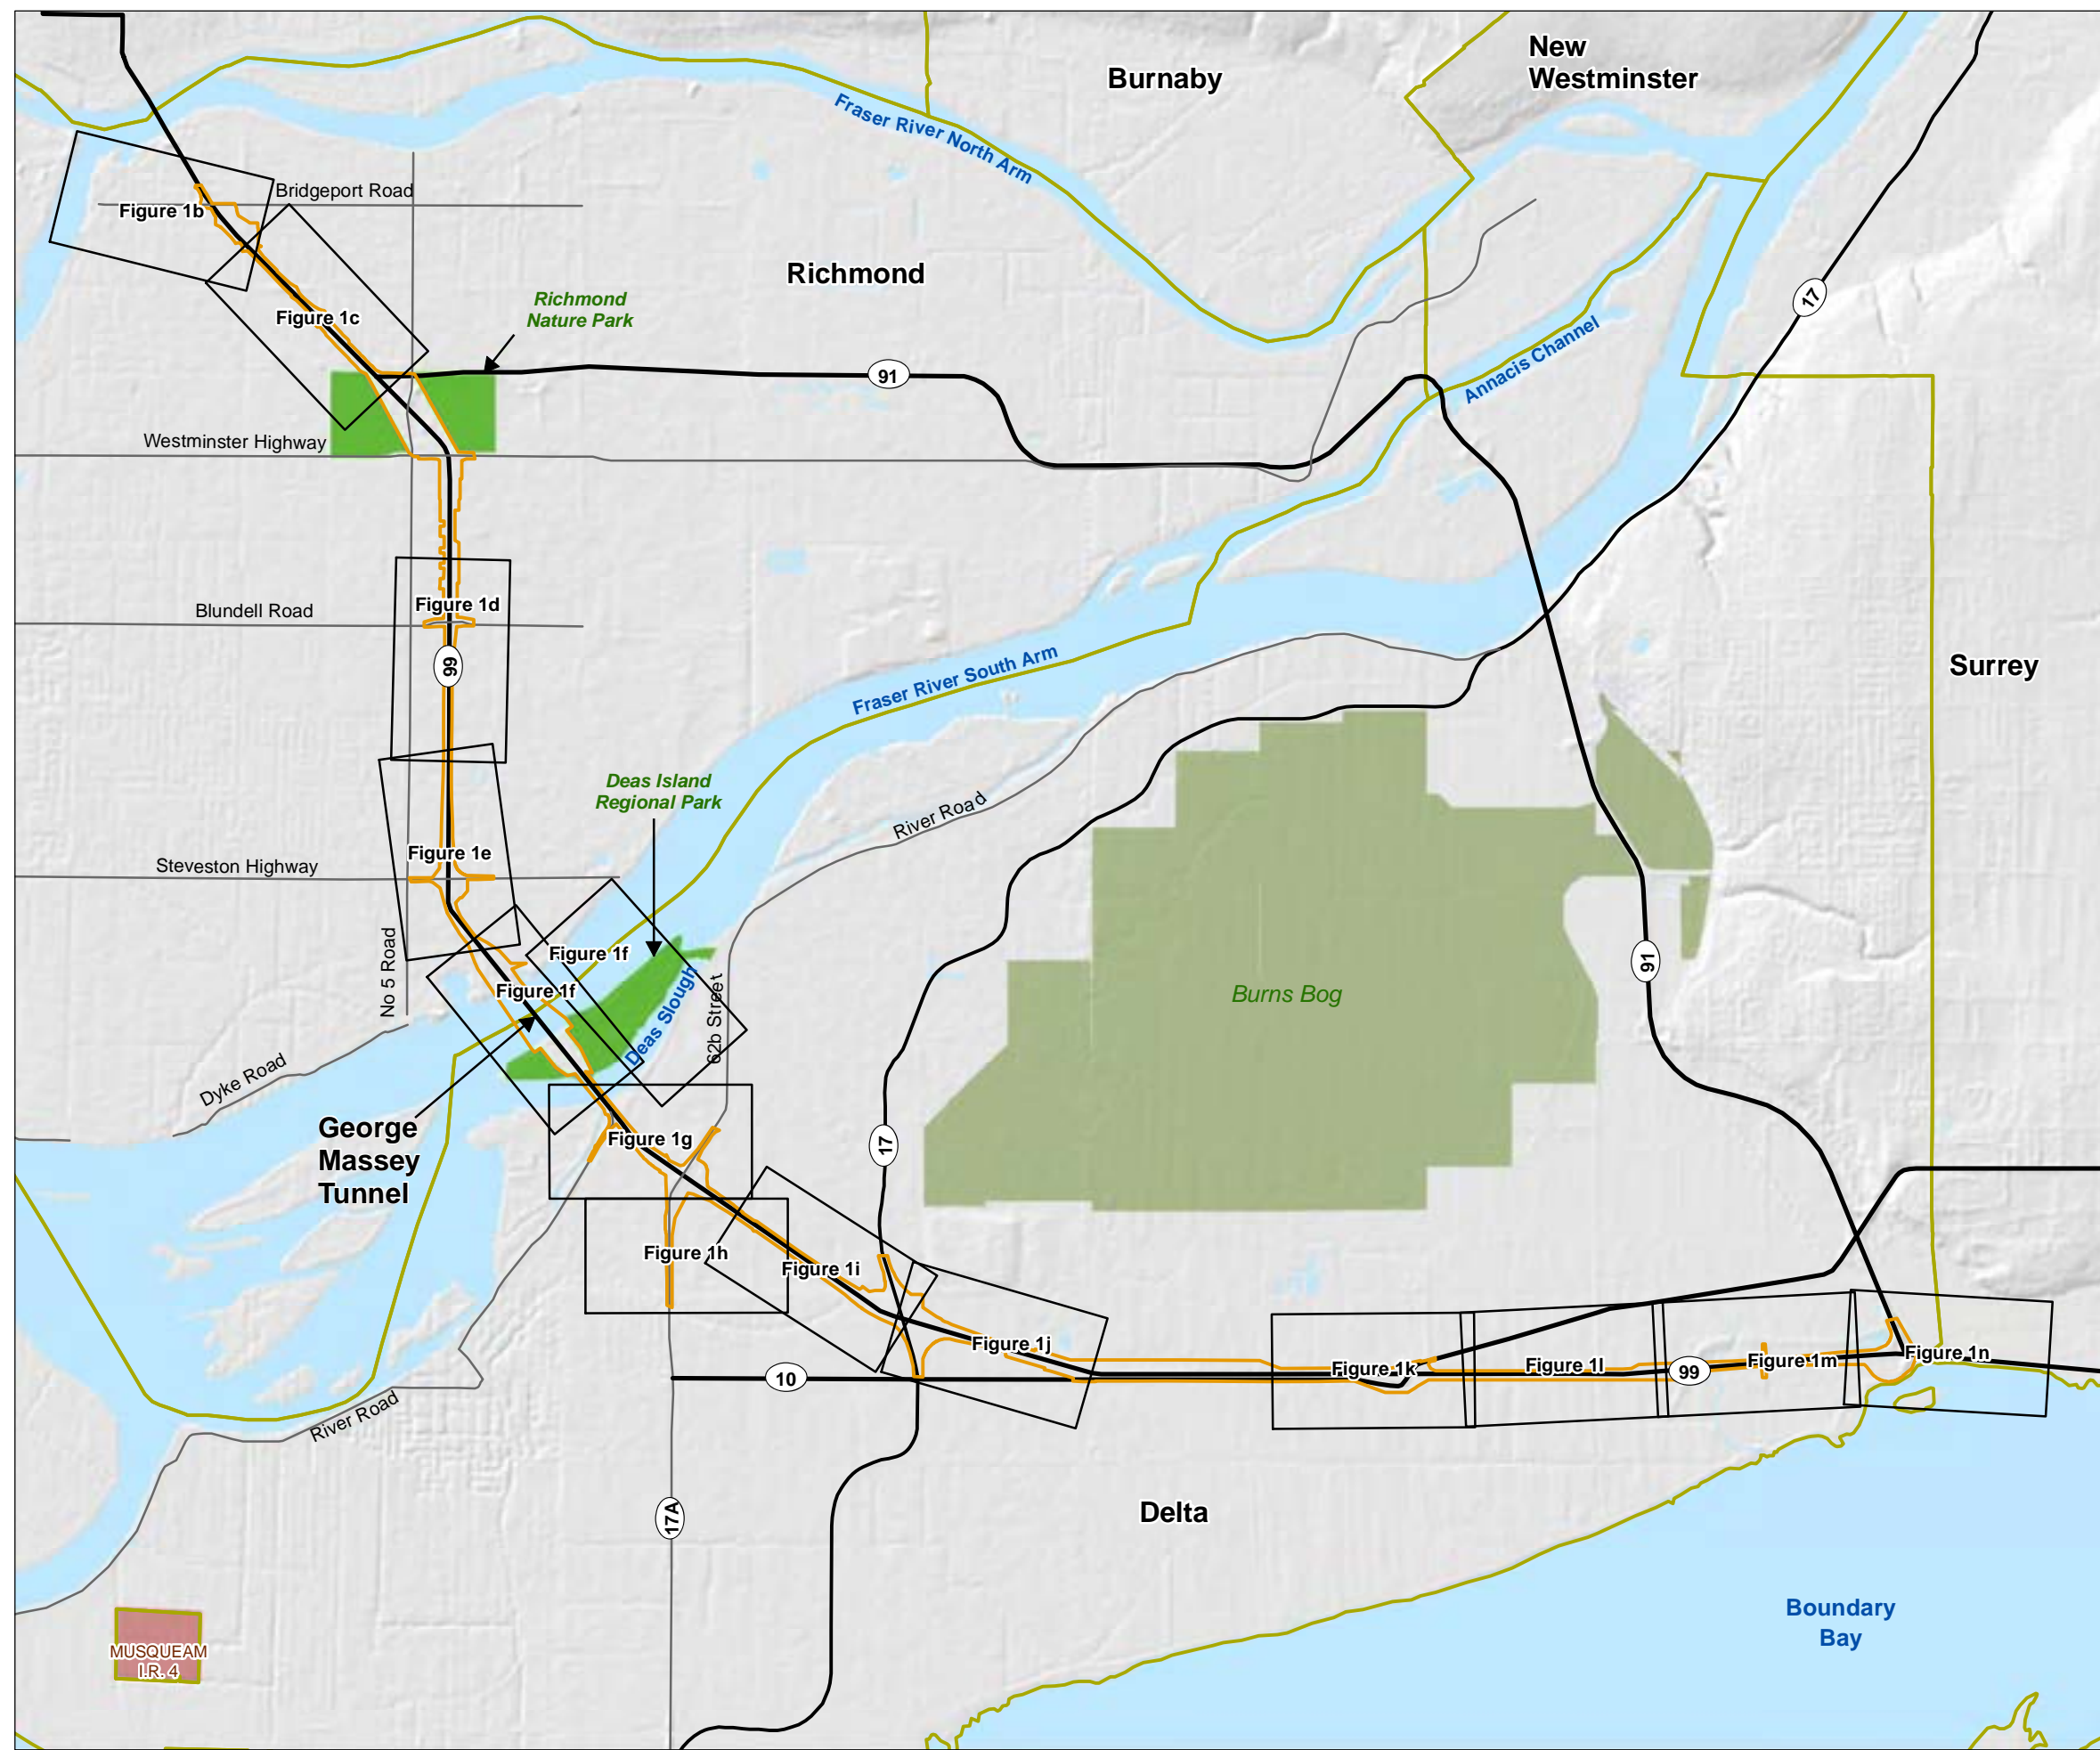 New
Westminster
Burnaby
Fraser River North Arm
Bridgeport Road
Figure 1b
Richmond
Richmond
Nature Park
17
Figure 1c
Annacis Channel
91
Westminster Highway
Figure 1d
Blundell Road
99
Fraser River South Arm
Surrey
Deas Island
Regional Park
River Road
Figure 1e
Steveston Highway
No 5 Road
Figure 1f
Figure 1f
Deas Slough
62b Street
Burns Bog
91
Dyke Road
George
Massey
Tunnel
Figure 1g
17
Figure 1h
Figure 1i
Figure 1j
Figure 1k
Figure 1l
99
Figure 1m
Figure 1n
10
River Road
17A
Delta
Boundary
Bay
MUSQUEAM
I.R. 4